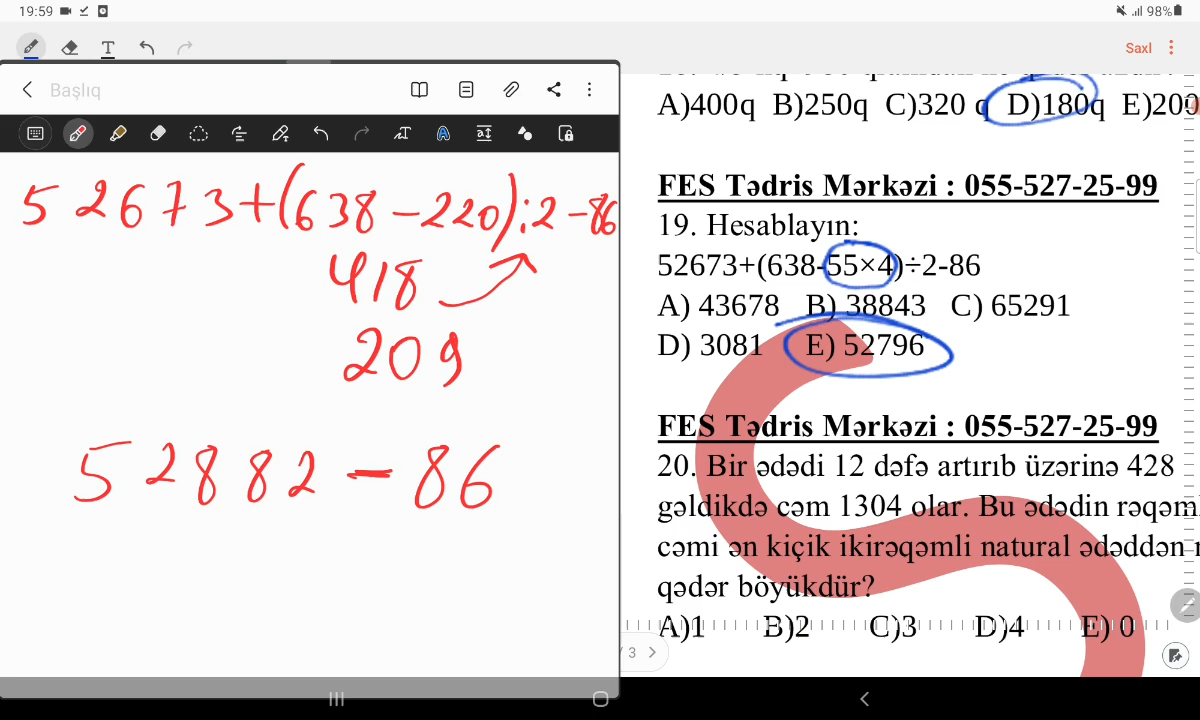 19:59
98%
Saxl
Başlıq
52673+(638-220):2-86
418
209
52882-86
A)400q B)250q C)320 q D)180q E)200
FES Tədris Mərkəzi : 055-527-25-99
19. Hesablayın:
52673+(638-55×4)÷2-86
A) 43678 B) 38843 C) 65291
D) 3081 E) 52796
FES Tədris Mərkəzi : 055-527-25-99
20. Bir ədədi 12 dəfə artırıb üzərinə 428
gəldikdə cəm 1304 olar. Bu ədədin rəqəm
cəmi ən kiçik ikirəqəmli natural ədəddən
qədər böyükdür?
A)1 B)2 C)3 D)4 E) 0
/ 3